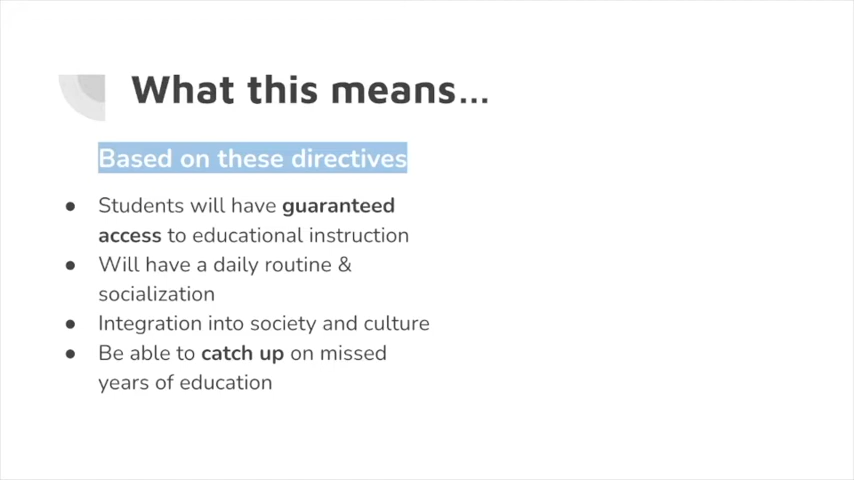 What this means...
Based on these directives
● Students will have guaranteed
access to educational instruction
● Will have a daily routine &
socialization
● Integration into society and culture
● Be able to catch up on missed
years of education